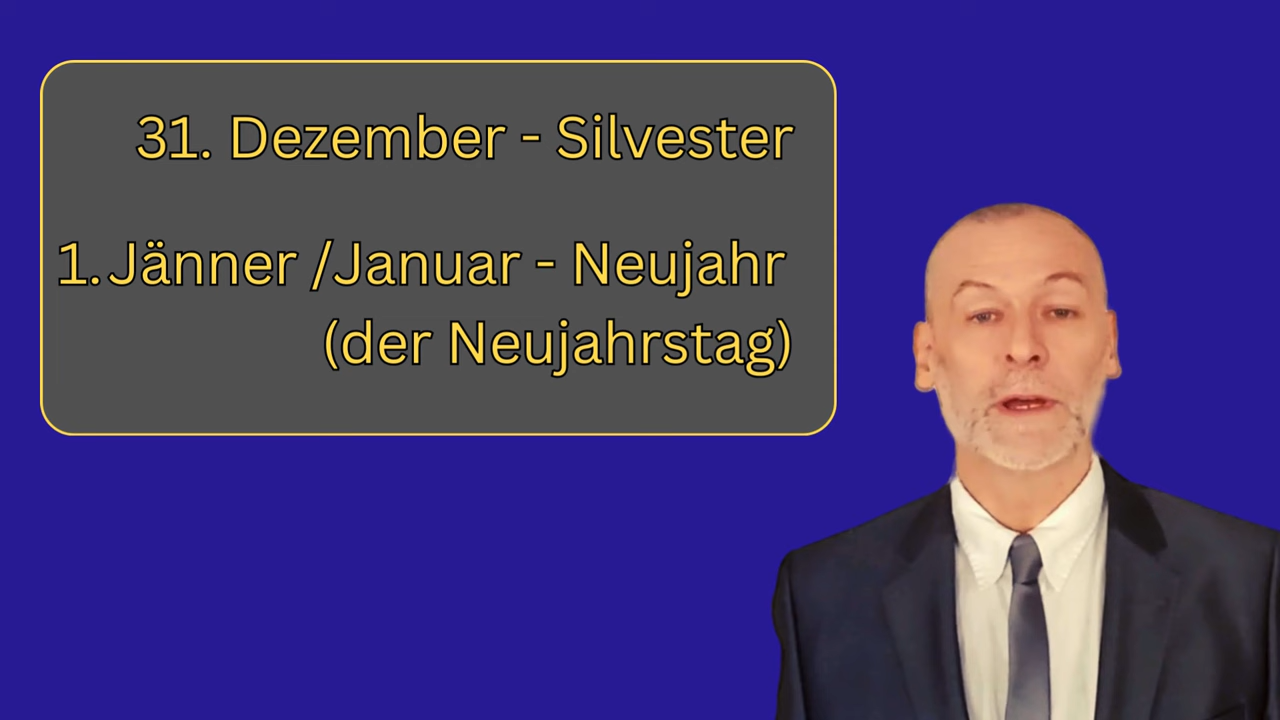 31. Dezember - Silvester
1. Jänner /Januar - Neujahr
(der Neujahrstag)